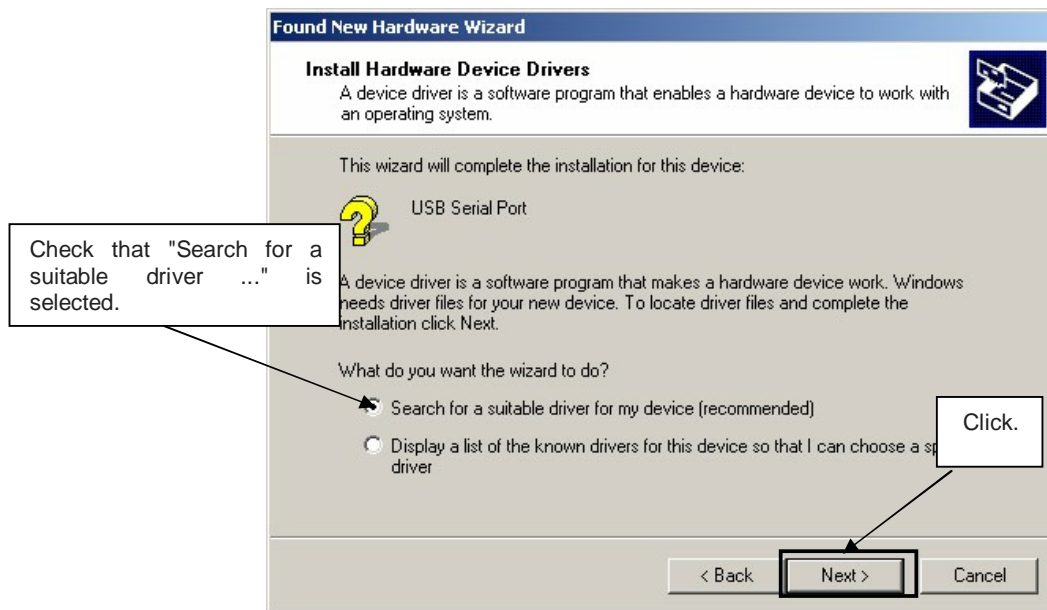 Found New Hardware Wizard
Install Hardware Device Drivers
A device driver is a software program that enables a hardware device to work with
an operating system.
This wizard will complete the installation for this device:
USB Serial Port
Check that "Search for a
suitable driver ..." is
selected.
A device driver is a software program that makes a hardware device work. Windows
needs driver files for your new device. To locate driver files and complete the
installation click Next.
What do you want the wizard to do?
Search for a suitable driver for my device (recommended)
Click.
Display a list of the known drivers for this device so that I can choose a
driver
< Back
Next >
Cancel